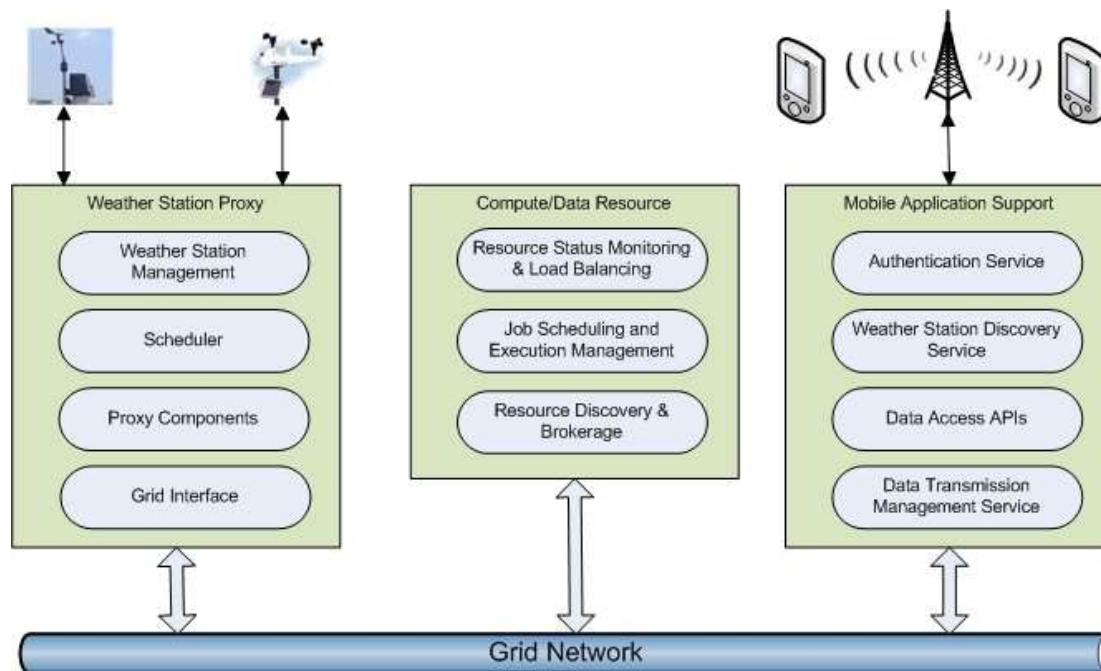 Weather Station Proxy
Weather Station
Management
Scheduler
Proxy Components
Grid Interface
Compute/Data Resource
Resource Status Monitoring
& Load Balancing
Job Scheduling and
Execution Management
Resource Discovery &
Brokerage
Mobile Application Support
Authentication Service
Weather Station Discovery
Service
Data Access APIs
Data Transmission
Management Service
Grid Network